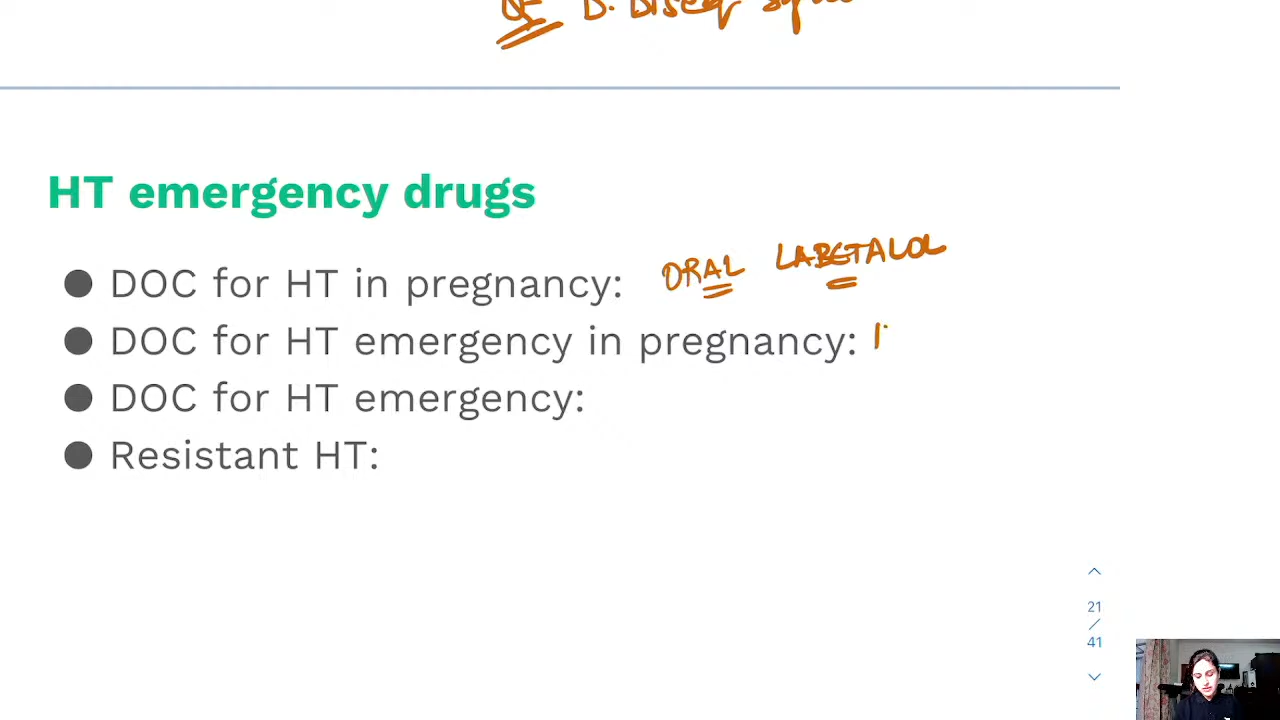 HT emergency drugs
● DOC for HT in pregnancy: ORAL LABETALOL
● DOC for HT emergency in pregnancy: I
● DOC for HT emergency:
● Resistant HT:
21
/
41